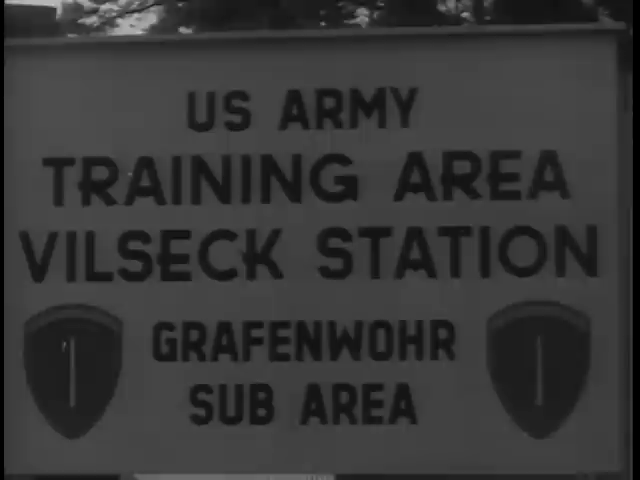 US ARMY
TRAINING AREA
VILSECK STATION
GRAFENWOHR
SUB AREA